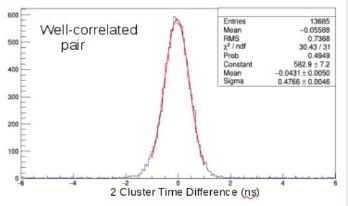 600
500
400
300
200
100
0
Well-correlated
pair
Entries 13685
Mean -0.05588
RMS 0.7368
χ² / ndf 30.43 / 31
Prob 0.4949
Constant 582.9 ± 7.2
Mean -0.0431 ± 0.0050
Sigma 0.4766 ± 0.0046
-6 -4 -2 0 2 4 6
2 Cluster Time Difference (ns)